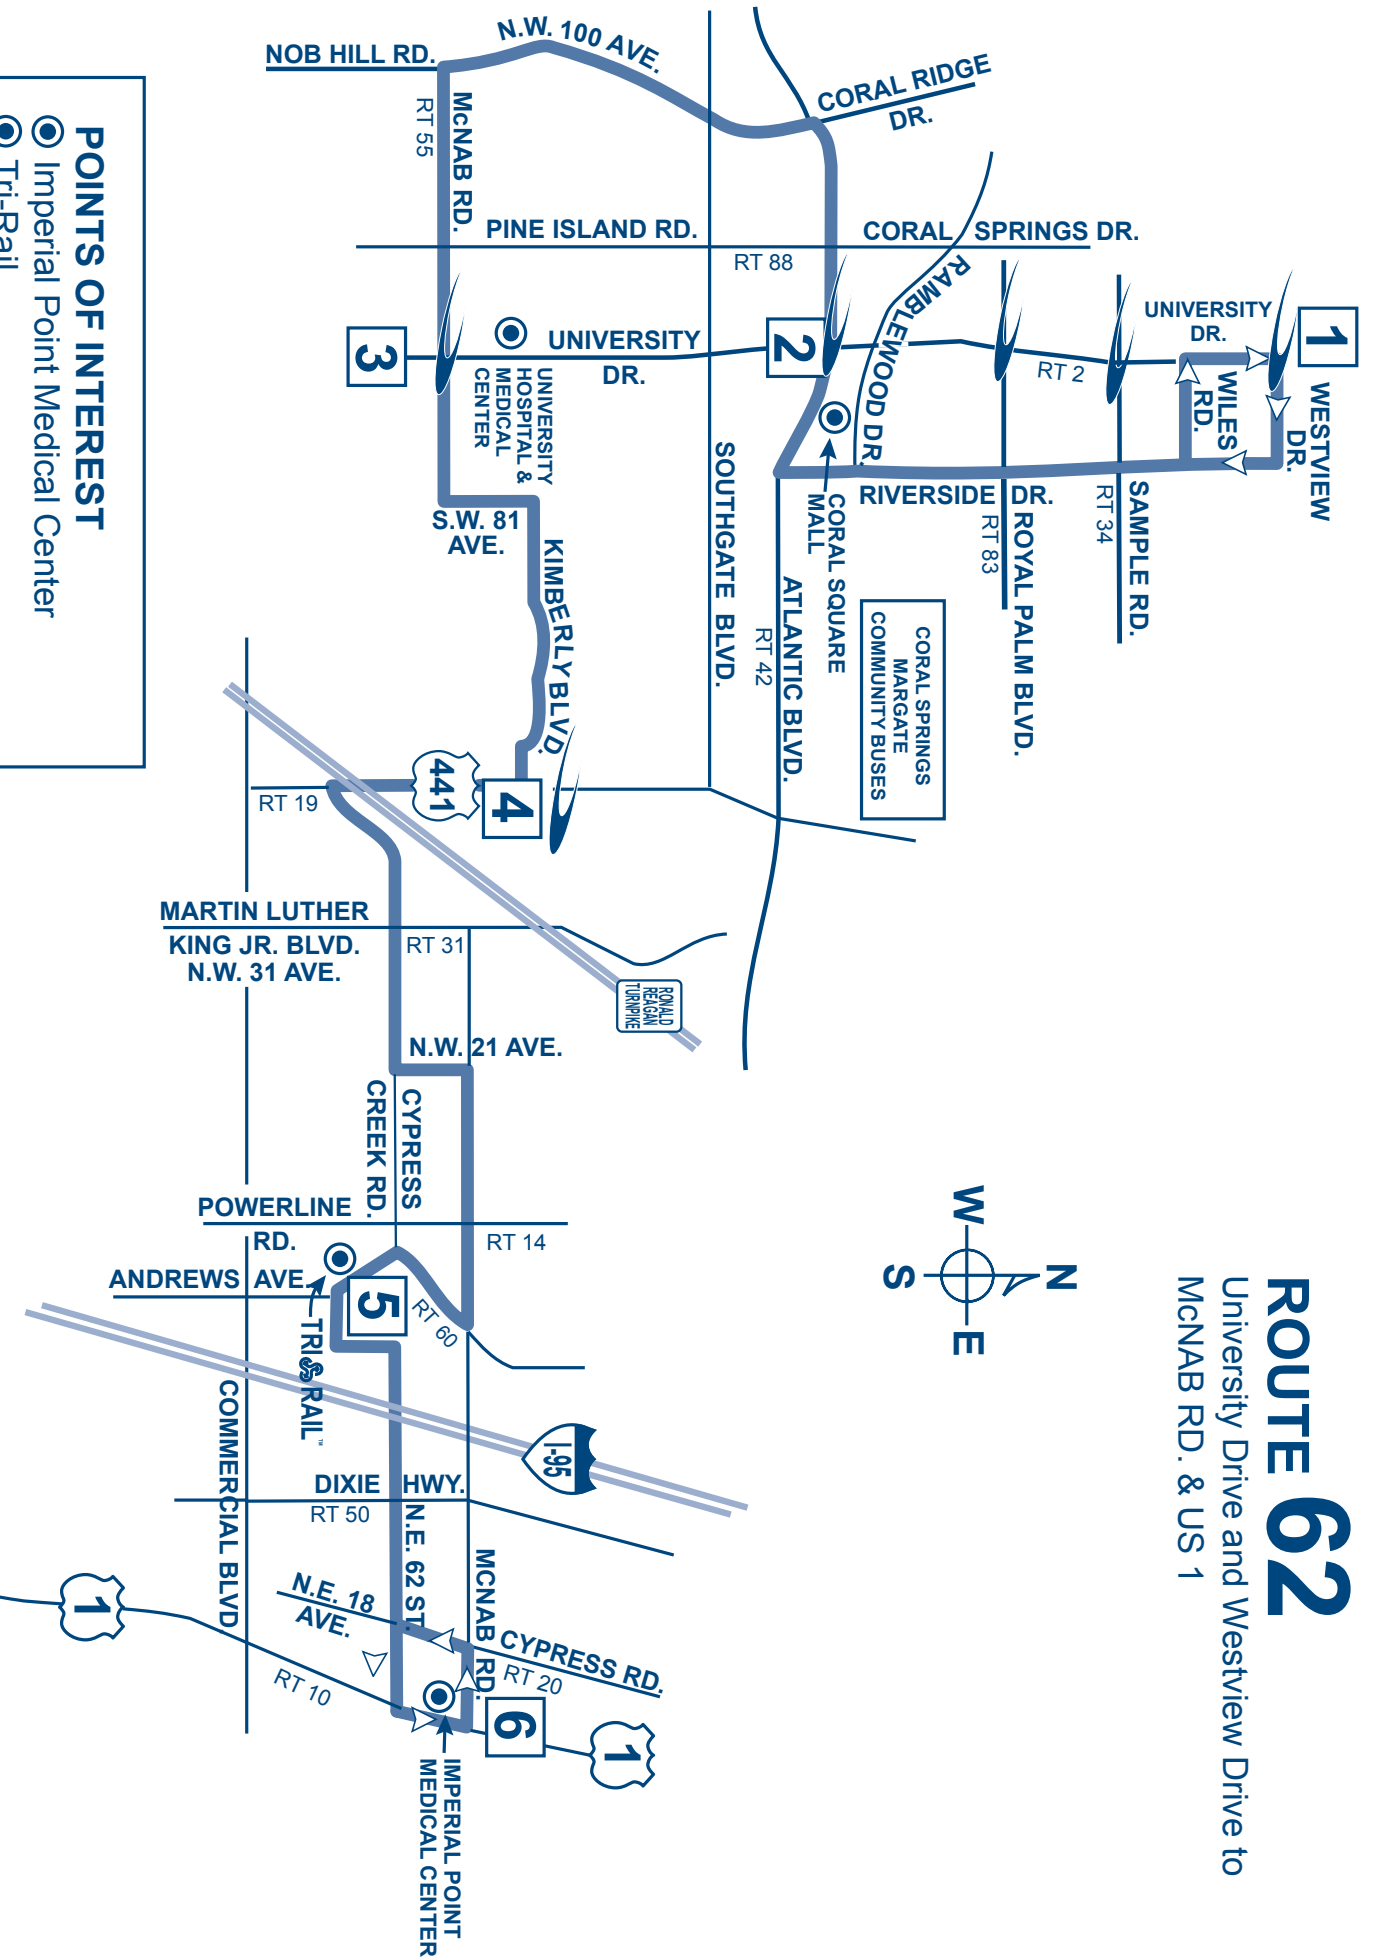 ROUTE 62
University Drive and Westview Drive to
McNAB RD. & US 1
N
W
E
S
1
WESTVIEW
DR.
UNIVERSITY
DR.
WILES
RD.
SAMPLE RD.
RT 34
RT 2
ROYAL PALM BLVD.
RT 83
CORAL SPRINGS DR.
RAMBLEWOOD DR.
RIVERSIDE DR.
CORAL RIDGE
DR.
CORAL SPRINGS
MARGATE
COMMUNITY BUSES
CORAL SQUARE
MALL
2
ATLANTIC BLVD.
RT 42
SOUTHGATE BLVD.
RT 88
PINE ISLAND RD.
N.W. 100 AVE.
NOB HILL RD.
McNAB RD.
RT 55
UNIVERSITY
DR.
3
UNIVERSITY
HOSPITAL &
MEDICAL
CENTER
S.W. 81
AVE.
KIMBERLY BLVD.
4
441
RT 19
RONALD
REAGAN
TURNPIKE
MARTIN LUTHER
KING JR. BLVD.
N.W. 31 AVE.
RT 31
N.W. 21 AVE.
CYPRESS
CREEK RD.
POWERLINE
RD.
RT 14
ANDREWS AVE.
5
RT 60
TRI RAIL™
I-95
COMMERCIAL BLVD
DIXIE HWY.
RT 50
N.E. 62 ST.
N.E. 18
AVE.
MCNAB RD.
CYPRESS RD.
RT 20
RT 10
6
1
1
IMPERIAL POINT
MEDICAL CENTER
POINTS OF INTEREST
Imperial Point Medical Center
Tri-Rail